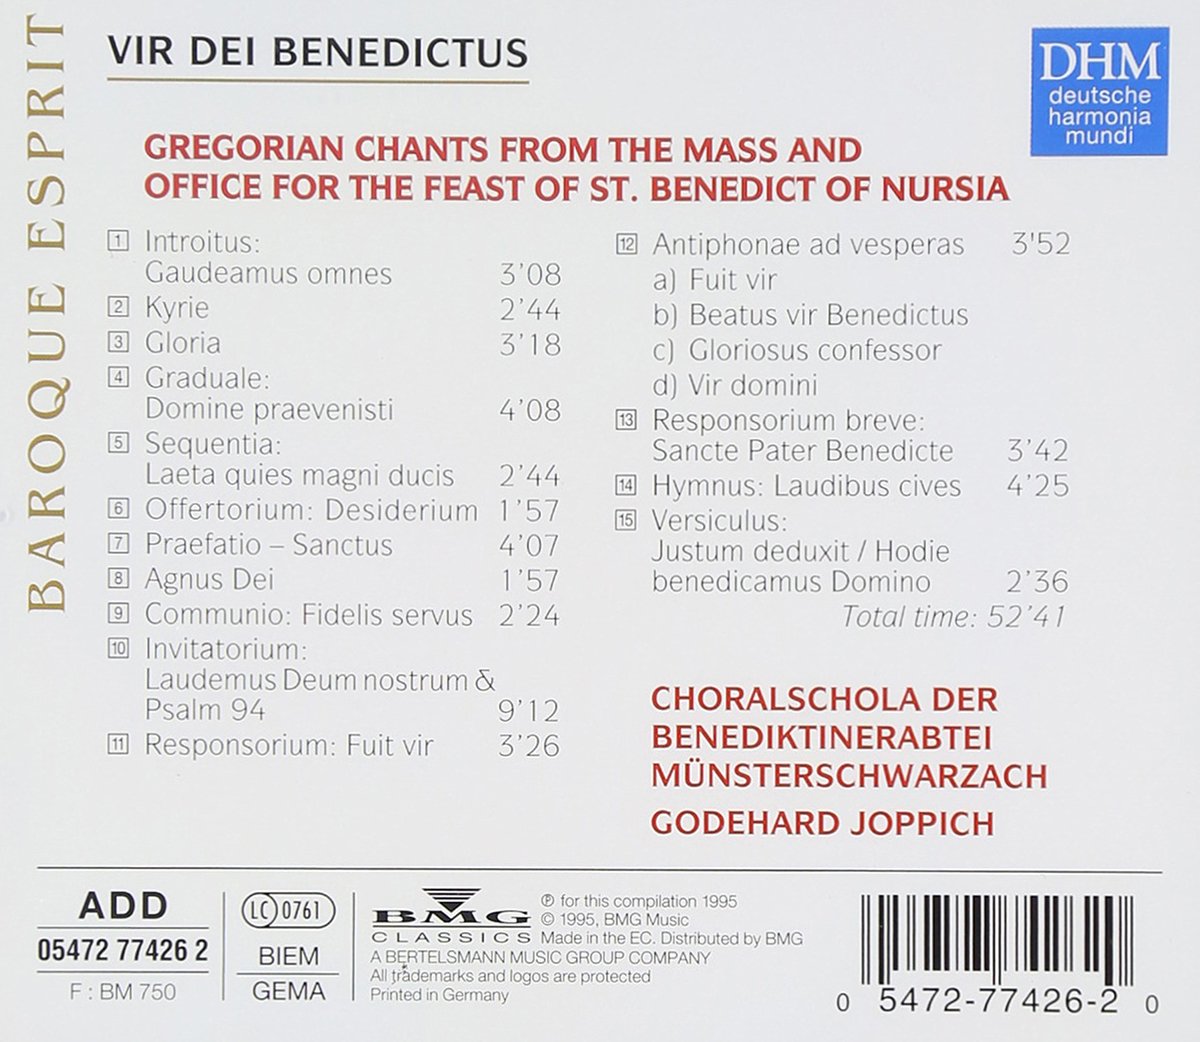 BAROQUE ESPRIT
VIR DEI BENEDICTUS
DHM
deutsche
harmonia
mundi
GREGORIAN CHANTS FROM THE MASS AND
OFFICE FOR THE FEAST OF ST. BENEDICT OF NURSIA
1 Introitus:
Gaudeamus omnes 3’08
2 Kyrie 2’44
3 Gloria 3’18
4 Graduale:
Domine praevenisti 4’08
5 Sequentia:
Laeta quies magni ducis 2’44
6 Offertorium: Desiderium 1’57
7 Praefatio – Sanctus 4’07
8 Agnus Dei 1’57
9 Communio: Fidelis servus 2’24
10 Invitatorium:
Laudemus Deum nostrum &
Psalm 94 9’12
11 Responsorium: Fuit vir 3’26
12 Antiphonae ad vesperas 3'52
a) Fuit vir
b) Beatus vir Benedictus
c) Gloriosus confessor
d) Vir domini
13 Responsorium breve:
Sancte Pater Benedicte 3’42
14 Hymnus: Laudibus cives 4’25
15 Versiculus:
Justum deduxit / Hodie
benedicamus Domino 2’36
Total time: 52’41
CHORALSCHOLA DER
BENEDIKTINERABTEI
MÜNSTERSCHWARZACH
GODEHARD JOPPICH
ADD
05472 77426 2
F : BM 750
LC 0761
BIEM
GEMA
BMG
CLASSICS
℗ for this compilation 1995
© 1995, BMG Music
Made in the EC. Distributed by BMG
A BERTELSMANN MUSIC GROUP COMPANY
All trademarks and logos are protected
Printed in Germany
0 5472-77426-2 0